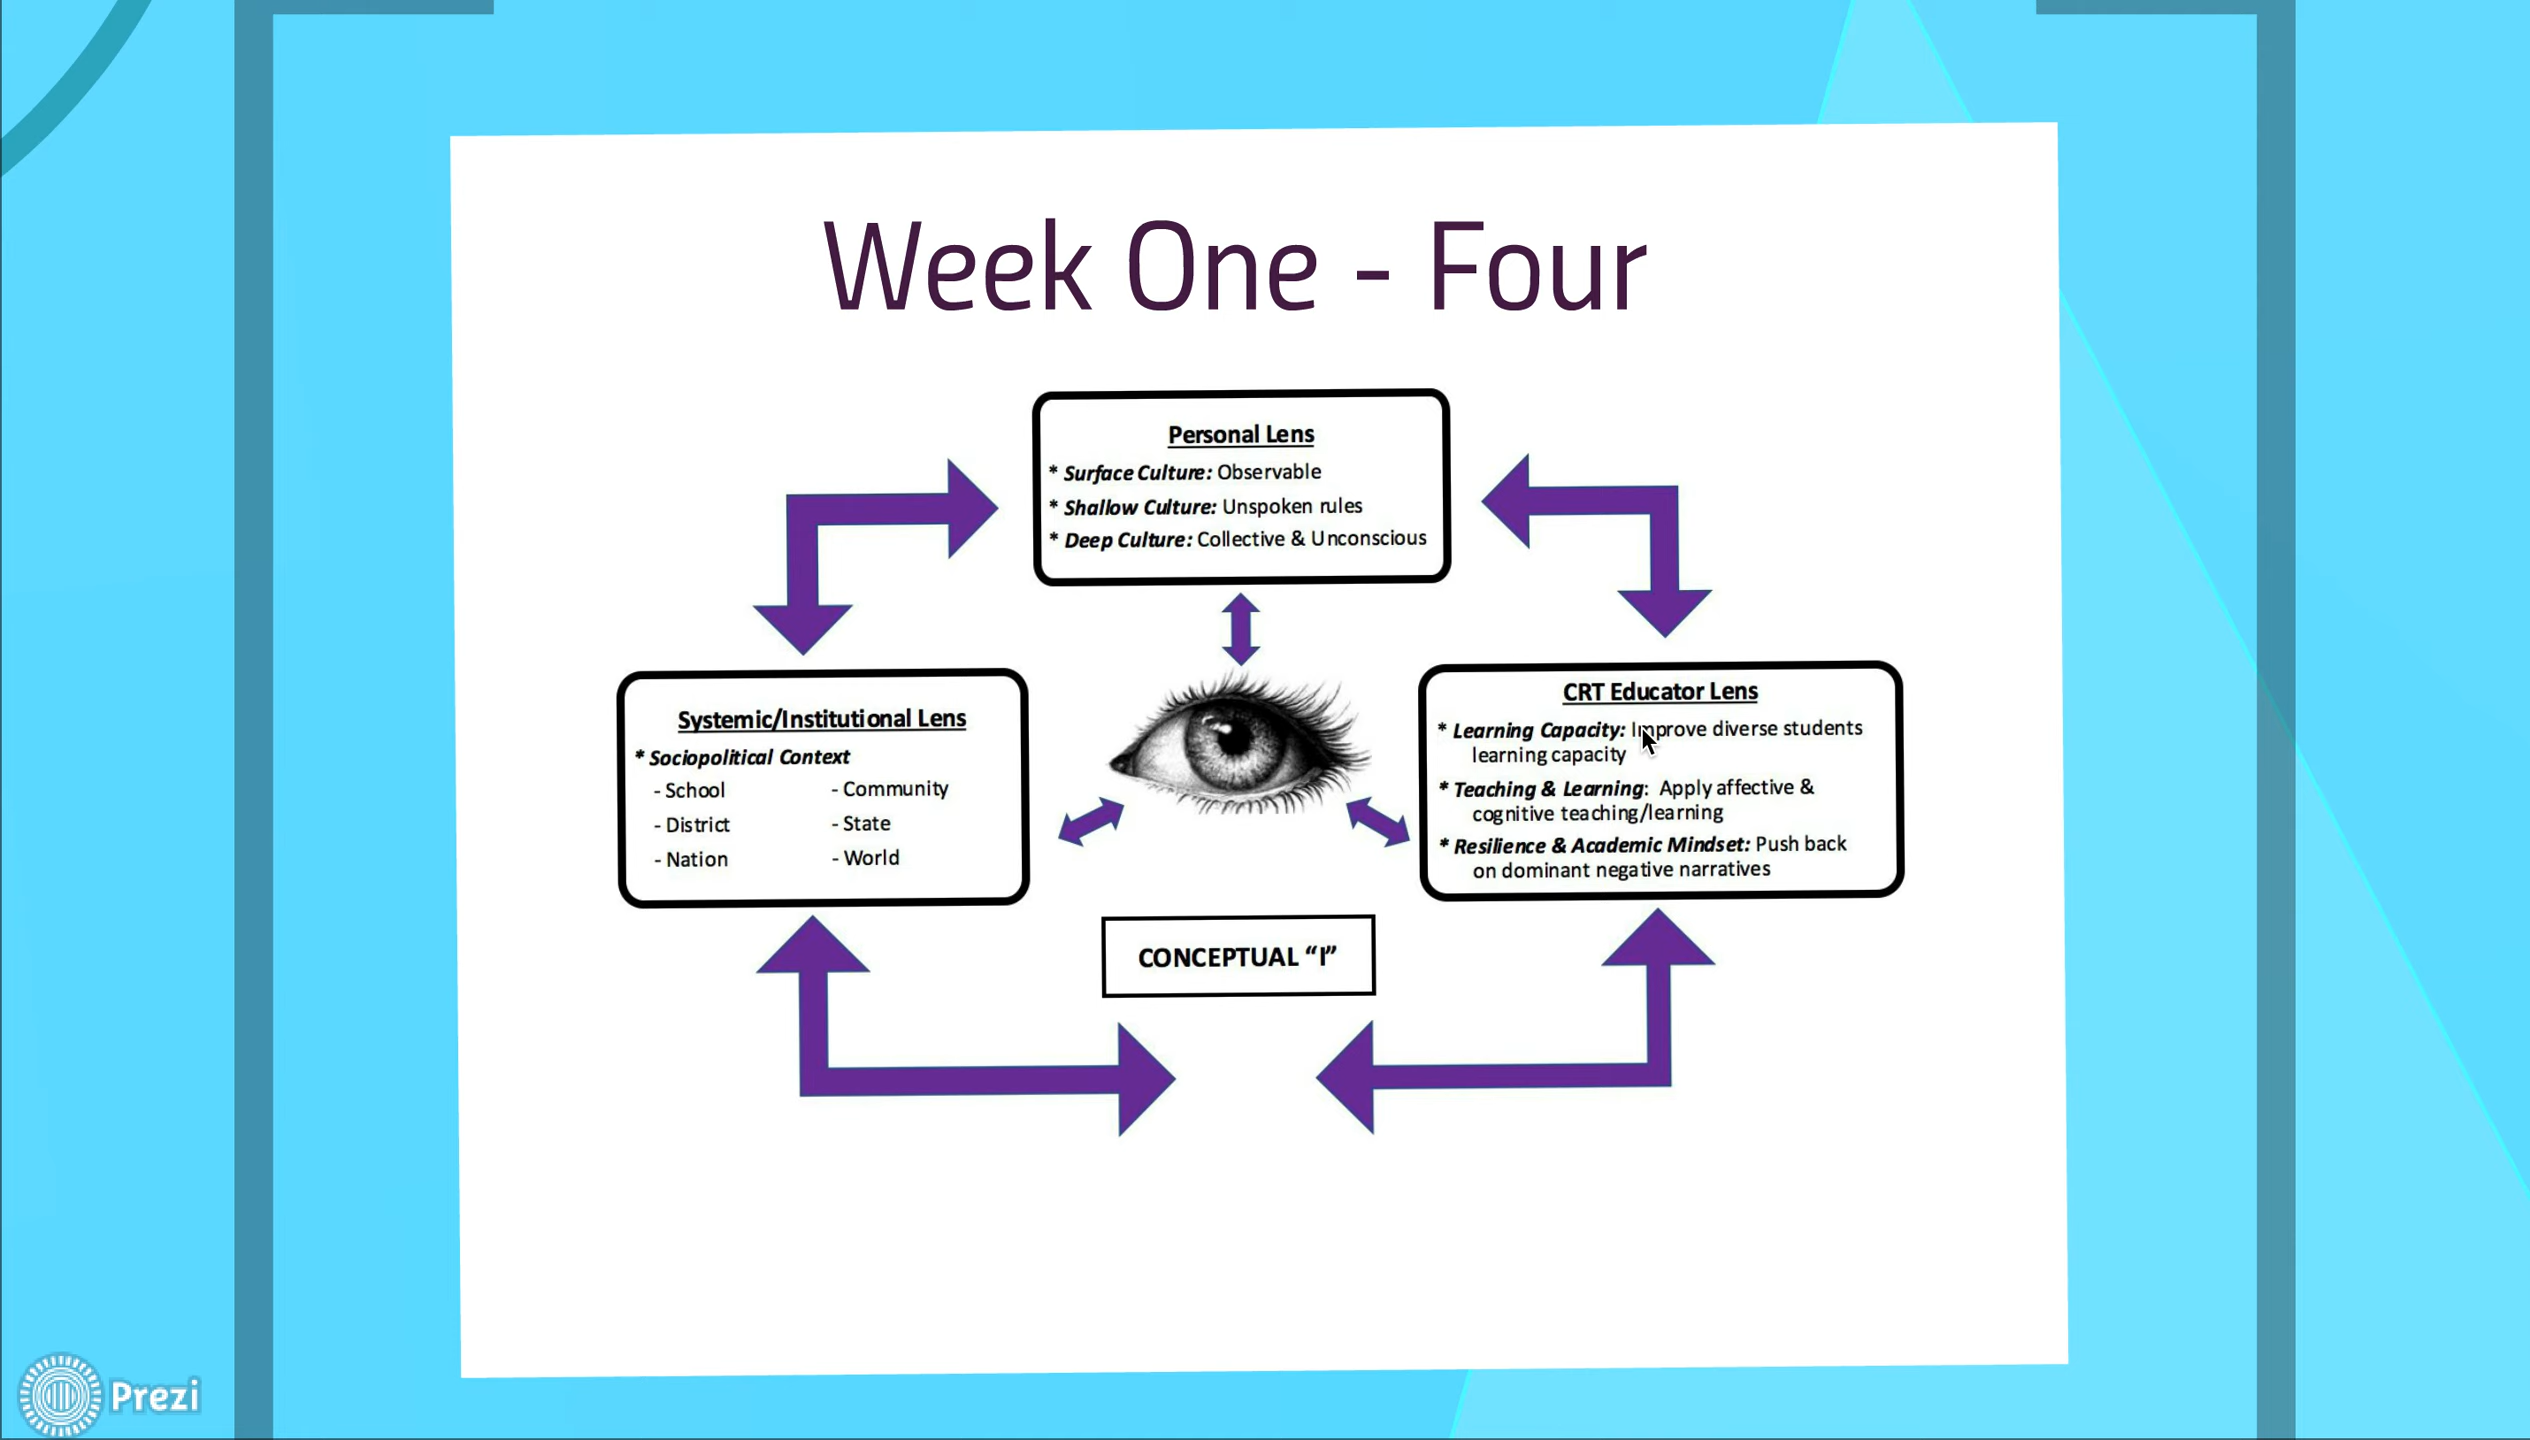 Week One - Four
Personal Lens
* Surface Culture: Observable
* Shallow Culture: Unspoken rules
* Deep Culture: Collective & Unconscious
Systemic/Institutional Lens
* Sociopolitical Context
- School - Community
- District - State
- Nation - World
CRT Educator Lens
* Learning Capacity: Improve diverse students
learning capacity
* Teaching & Learning: Apply affective &
cognitive teaching/learning
* Resilience & Academic Mindset: Push back
on dominant negative narratives
CONCEPTUAL “I”
Prezi